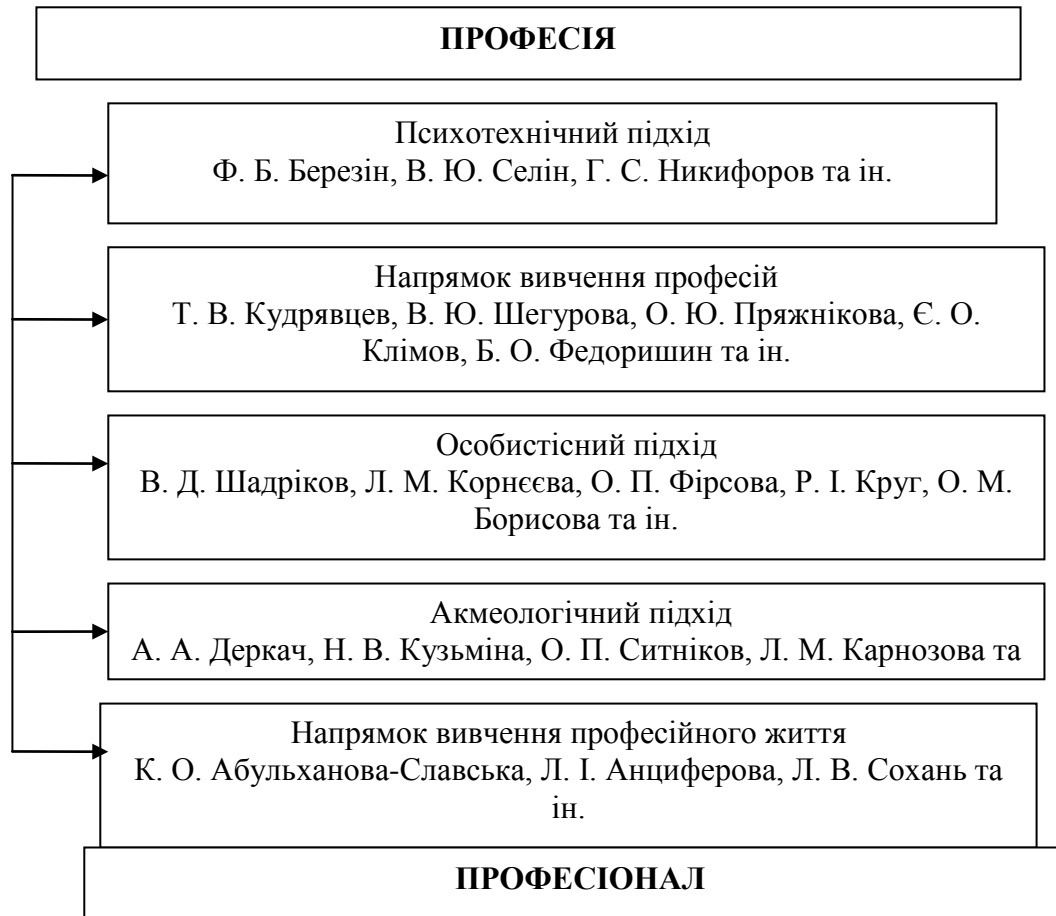 ПРОФЕСІЯ
Психотехнічний підхід
Ф. Б. Березін, В. Ю. Селін, Г. С. Никифоров та ін.
Напрямок вивчення професій
Т. В. Кудрявцев, В. Ю. Шегурова, О. Ю. Пряжнікова, Є. О.
Клімов, Б. О. Федоришин та ін.
Особистісний підхід
В. Д. Шадріков, Л. М. Корнєєва, О. П. Фірсова, Р. І. Круг, О. М.
Борисова та ін.
Акмеологічний підхід
А. А. Деркач, Н. В. Кузьміна, О. П. Ситніков, Л. М. Карнозова та
Напрямок вивчення професійного життя
К. О. Абульханова-Славська, Л. І. Анциферова, Л. В. Сохань та
ін.
ПРОФЕСІОНАЛ